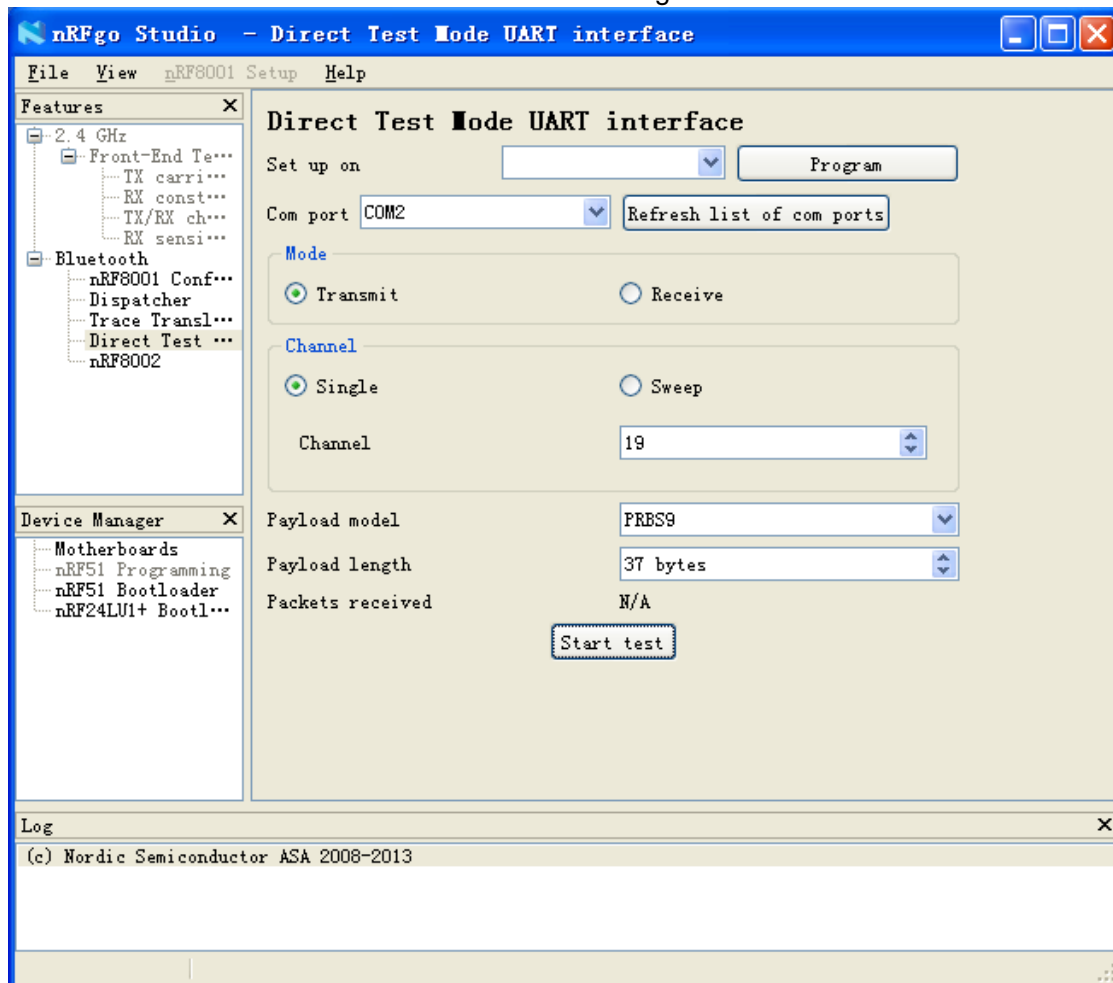 nRFgo Studio - Direct Test Mode UART interface
File View nRF8001 Setup Help
Features
2.4 GHz
Front-End Te...
TX carri...
RX const...
TX/RX ch...
RX sensi...
Bluetooth
nRF8001 Conf...
Dispatcher
Trace Transl...
Direct Test ...
nRF8002
Device Manager
Motherboards
nRF51 Programming
nRF51 Bootloader
nRF24LU1+ Bootl...
Direct Test Mode UART interface
Set up on Program
Com port COM2 Refresh list of com ports
Mode
Transmit Receive
Channel
Single Sweep
Channel 19
Payload model PRBS9
Payload length 37 bytes
Packets received N/A
Start test
Log
(c) Nordic Semiconductor ASA 2008-2013